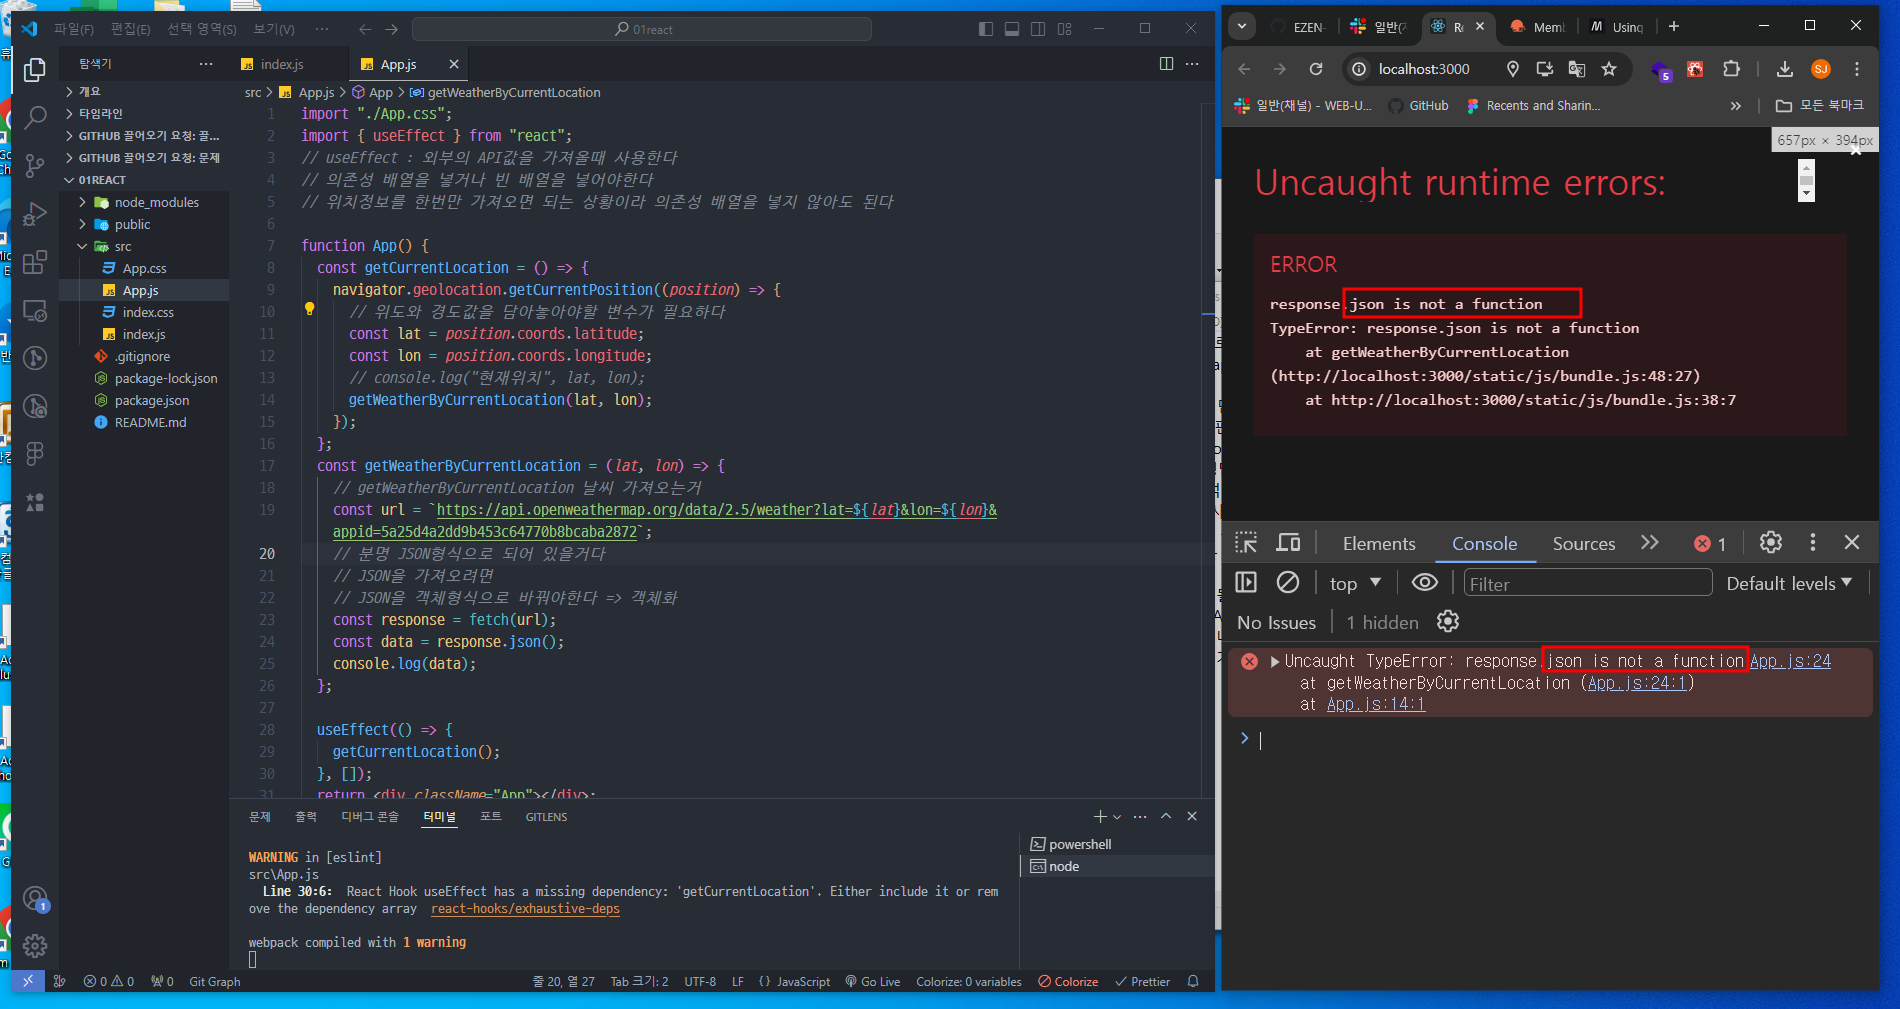 파일(F) 편집(E) 선택 영역(S) 보기(V) ··· 01react
탐색기 ···
개요
타임라인
GITHUB 끌어오기 요청: 끌...
GITHUB 끌어오기 요청: 문제
01REACT
node_modules
public
src
App.css
App.js
index.css
index.js
.gitignore
package-lock.json
package.json
README.md
index.js App.js
src > App.js > App > getWeatherByCurrentLocation
1 import "./App.css";
2 import { useEffect } from "react";
3 // useEffect : 외부의 API값을 가져올때 사용한다
4 // 의존성 배열을 넣거나 빈 배열을 넣어야한다
5 // 위치정보를 한번만 가져오면 되는 상황이라 의존성 배열을 넣지 않아도 된다
6
7 function App() {
8 const getCurrentLocation = () => {
9 navigator.geolocation.getCurrentPosition((position) => {
10 // 위도와 경도값을 담아놓아야할 변수가 필요하다
11 const lat = position.coords.latitude;
12 const lon = position.coords.longitude;
13 // console.log("현재위치", lat, lon);
14 getWeatherByCurrentLocation(lat, lon);
15 });
16 };
17 const getWeatherByCurrentLocation = (lat, lon) => {
18 // getWeatherByCurrentLocation 날씨 가져오는거
19 const url = `https://api.openweathermap.org/data/2.5/weather?lat=${lat}&lon=${lon}&
appid=5a25d4a2dd9b453c64770b8bcaba2872`;
20 // 분명 JSON형식으로 되어 있을거다
21 // JSON을 가져오려면
22 // JSON을 객체형식으로 바꿔야한다 => 객체화
23 const response = fetch(url);
24 const data = response.json();
25 console.log(data);
26 };
27
28 useEffect(() => {
29 getCurrentLocation();
30 }, []);
31 return <div className="App"></div>;
문제 출력 디버그 콘솔 터미널 포트 GITLENS
powershell
node
WARNING in [eslint]
src\App.js
Line 30:6: React Hook useEffect has a missing dependency: 'getCurrentLocation'. Either include it or rem
ove the dependency array react-hooks/exhaustive-deps
webpack compiled with 1 warning
1
0 0 0 Git Graph 줄 20, 열 27 Tab 크기: 2 UTF-8 LF {} JavaScript Go Live Colorize: 0 variables Colorize Prettier
EZEN- 일반(기 Re Memb Using
localhost:3000 5 SJ
일반(채널) - WEB-U... GitHub Recents and Sharin... » 모든 북마크
657px × 394px
Uncaught runtime errors:
ERROR
response.json is not a function
TypeError: response.json is not a function
at getWeatherByCurrentLocation
(http://localhost:3000/static/js/bundle.js:48:27)
at http://localhost:3000/static/js/bundle.js:38:7
Elements Console Sources 1
top Filter Default levels
No Issues 1 hidden
Uncaught TypeError: response.json is not a function App.js:24
at getWeatherByCurrentLocation (App.js:24:1)
at App.js:14:1